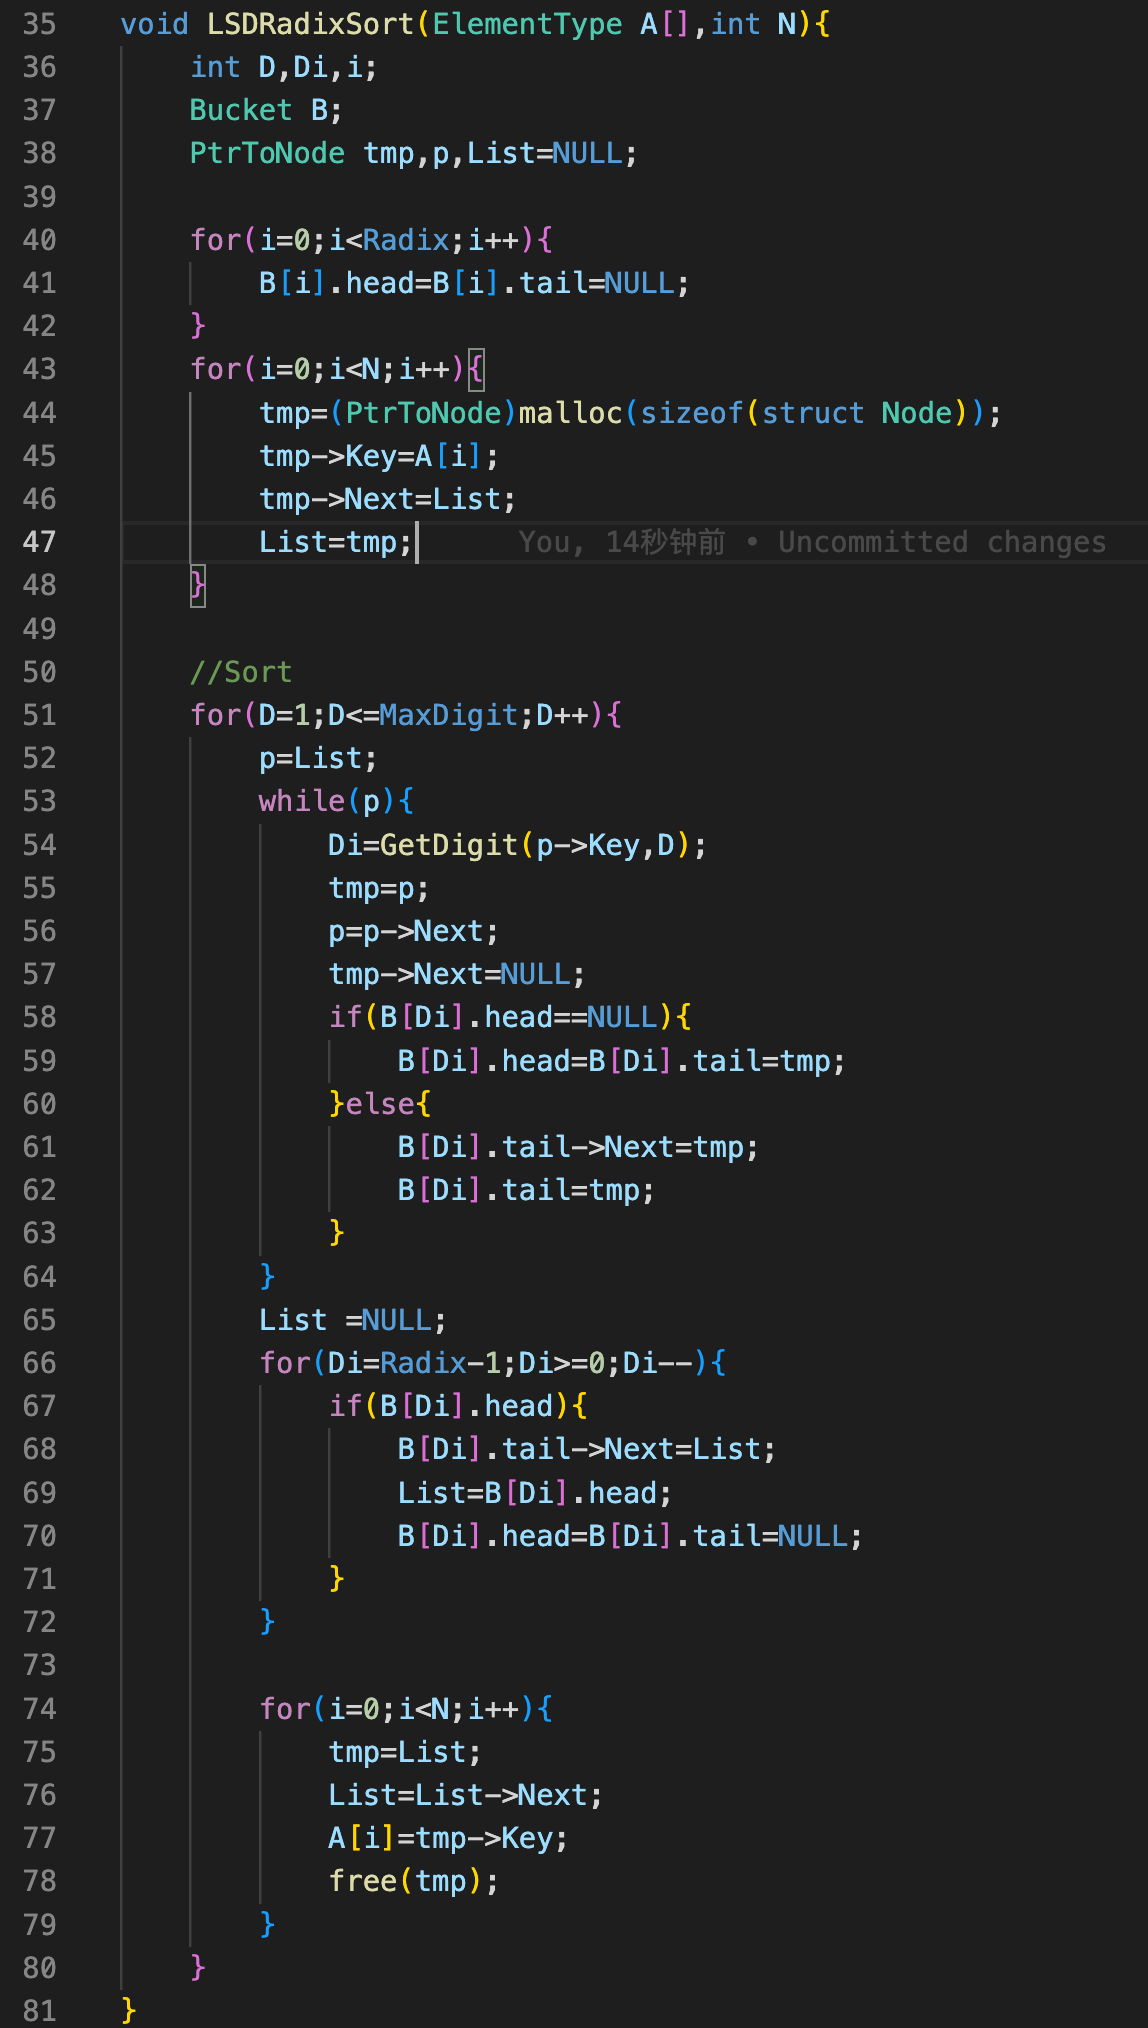 35 void LSDRadixSort(ElementType A[],int N){
36     int D,Di,i;
37     Bucket B;
38     PtrToNode tmp,p,List=NULL;
39
40     for(i=0;i<Radix;i++){
41         B[i].head=B[i].tail=NULL;
42     }
43     for(i=0;i<N;i++){
44         tmp=(PtrToNode)malloc(sizeof(struct Node));
45         tmp->Key=A[i];
46         tmp->Next=List;
47         List=tmp;      You, 14秒钟前 • Uncommitted changes
48     }
49
50     //Sort
51     for(D=1;D<=MaxDigit;D++){
52         p=List;
53         while(p){
54             Di=GetDigit(p->Key,D);
55             tmp=p;
56             p=p->Next;
57             tmp->Next=NULL;
58             if(B[Di].head==NULL){
59                 B[Di].head=B[Di].tail=tmp;
60             }else{
61                 B[Di].tail->Next=tmp;
62                 B[Di].tail=tmp;
63             }
64         }
65         List =NULL;
66         for(Di=Radix-1;Di>=0;Di--){
67             if(B[Di].head){
68                 B[Di].tail->Next=List;
69                 List=B[Di].head;
70                 B[Di].head=B[Di].tail=NULL;
71             }
72         }
73
74         for(i=0;i<N;i++){
75             tmp=List;
76             List=List->Next;
77             A[i]=tmp->Key;
78             free(tmp);
79         }
80     }
81 }